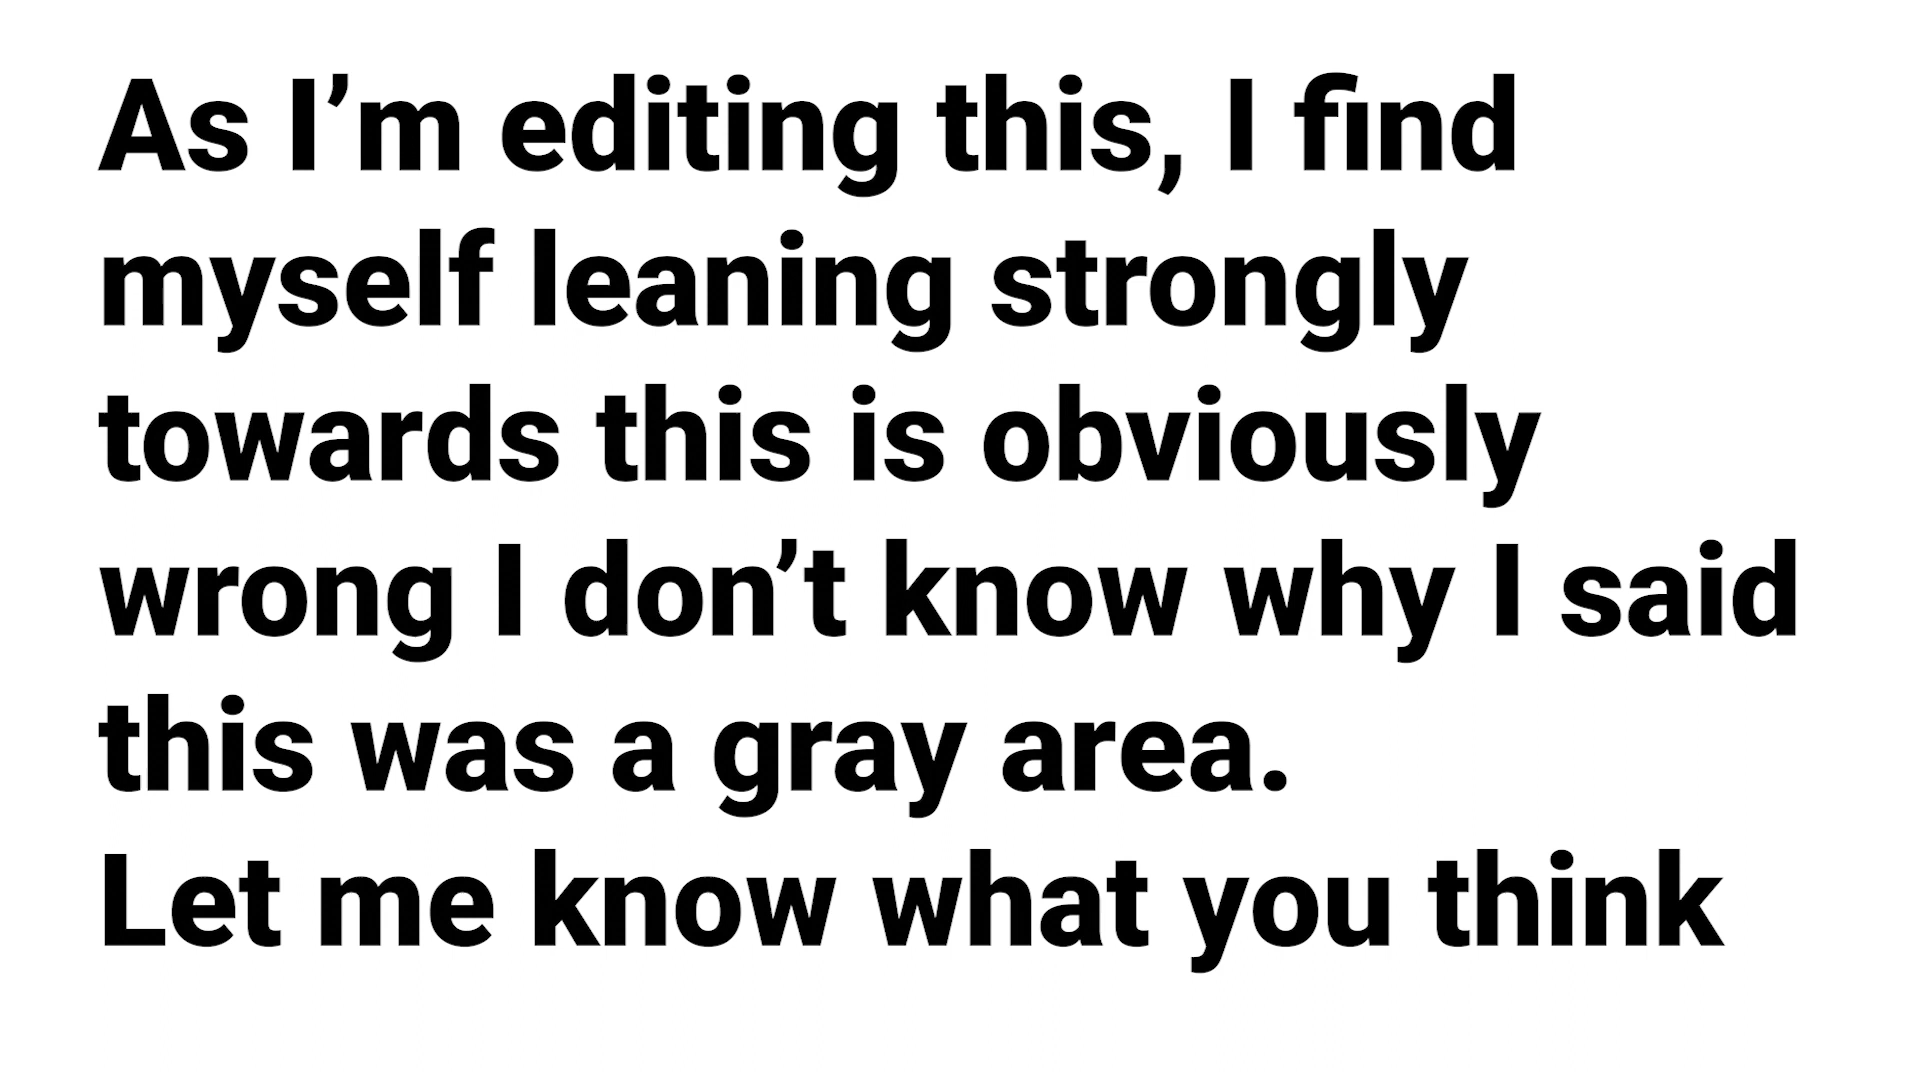 As I’m editing this, I find
myself leaning strongly
towards this is obviously
wrong I don’t know why I said
this was a gray area.
Let me know what you think